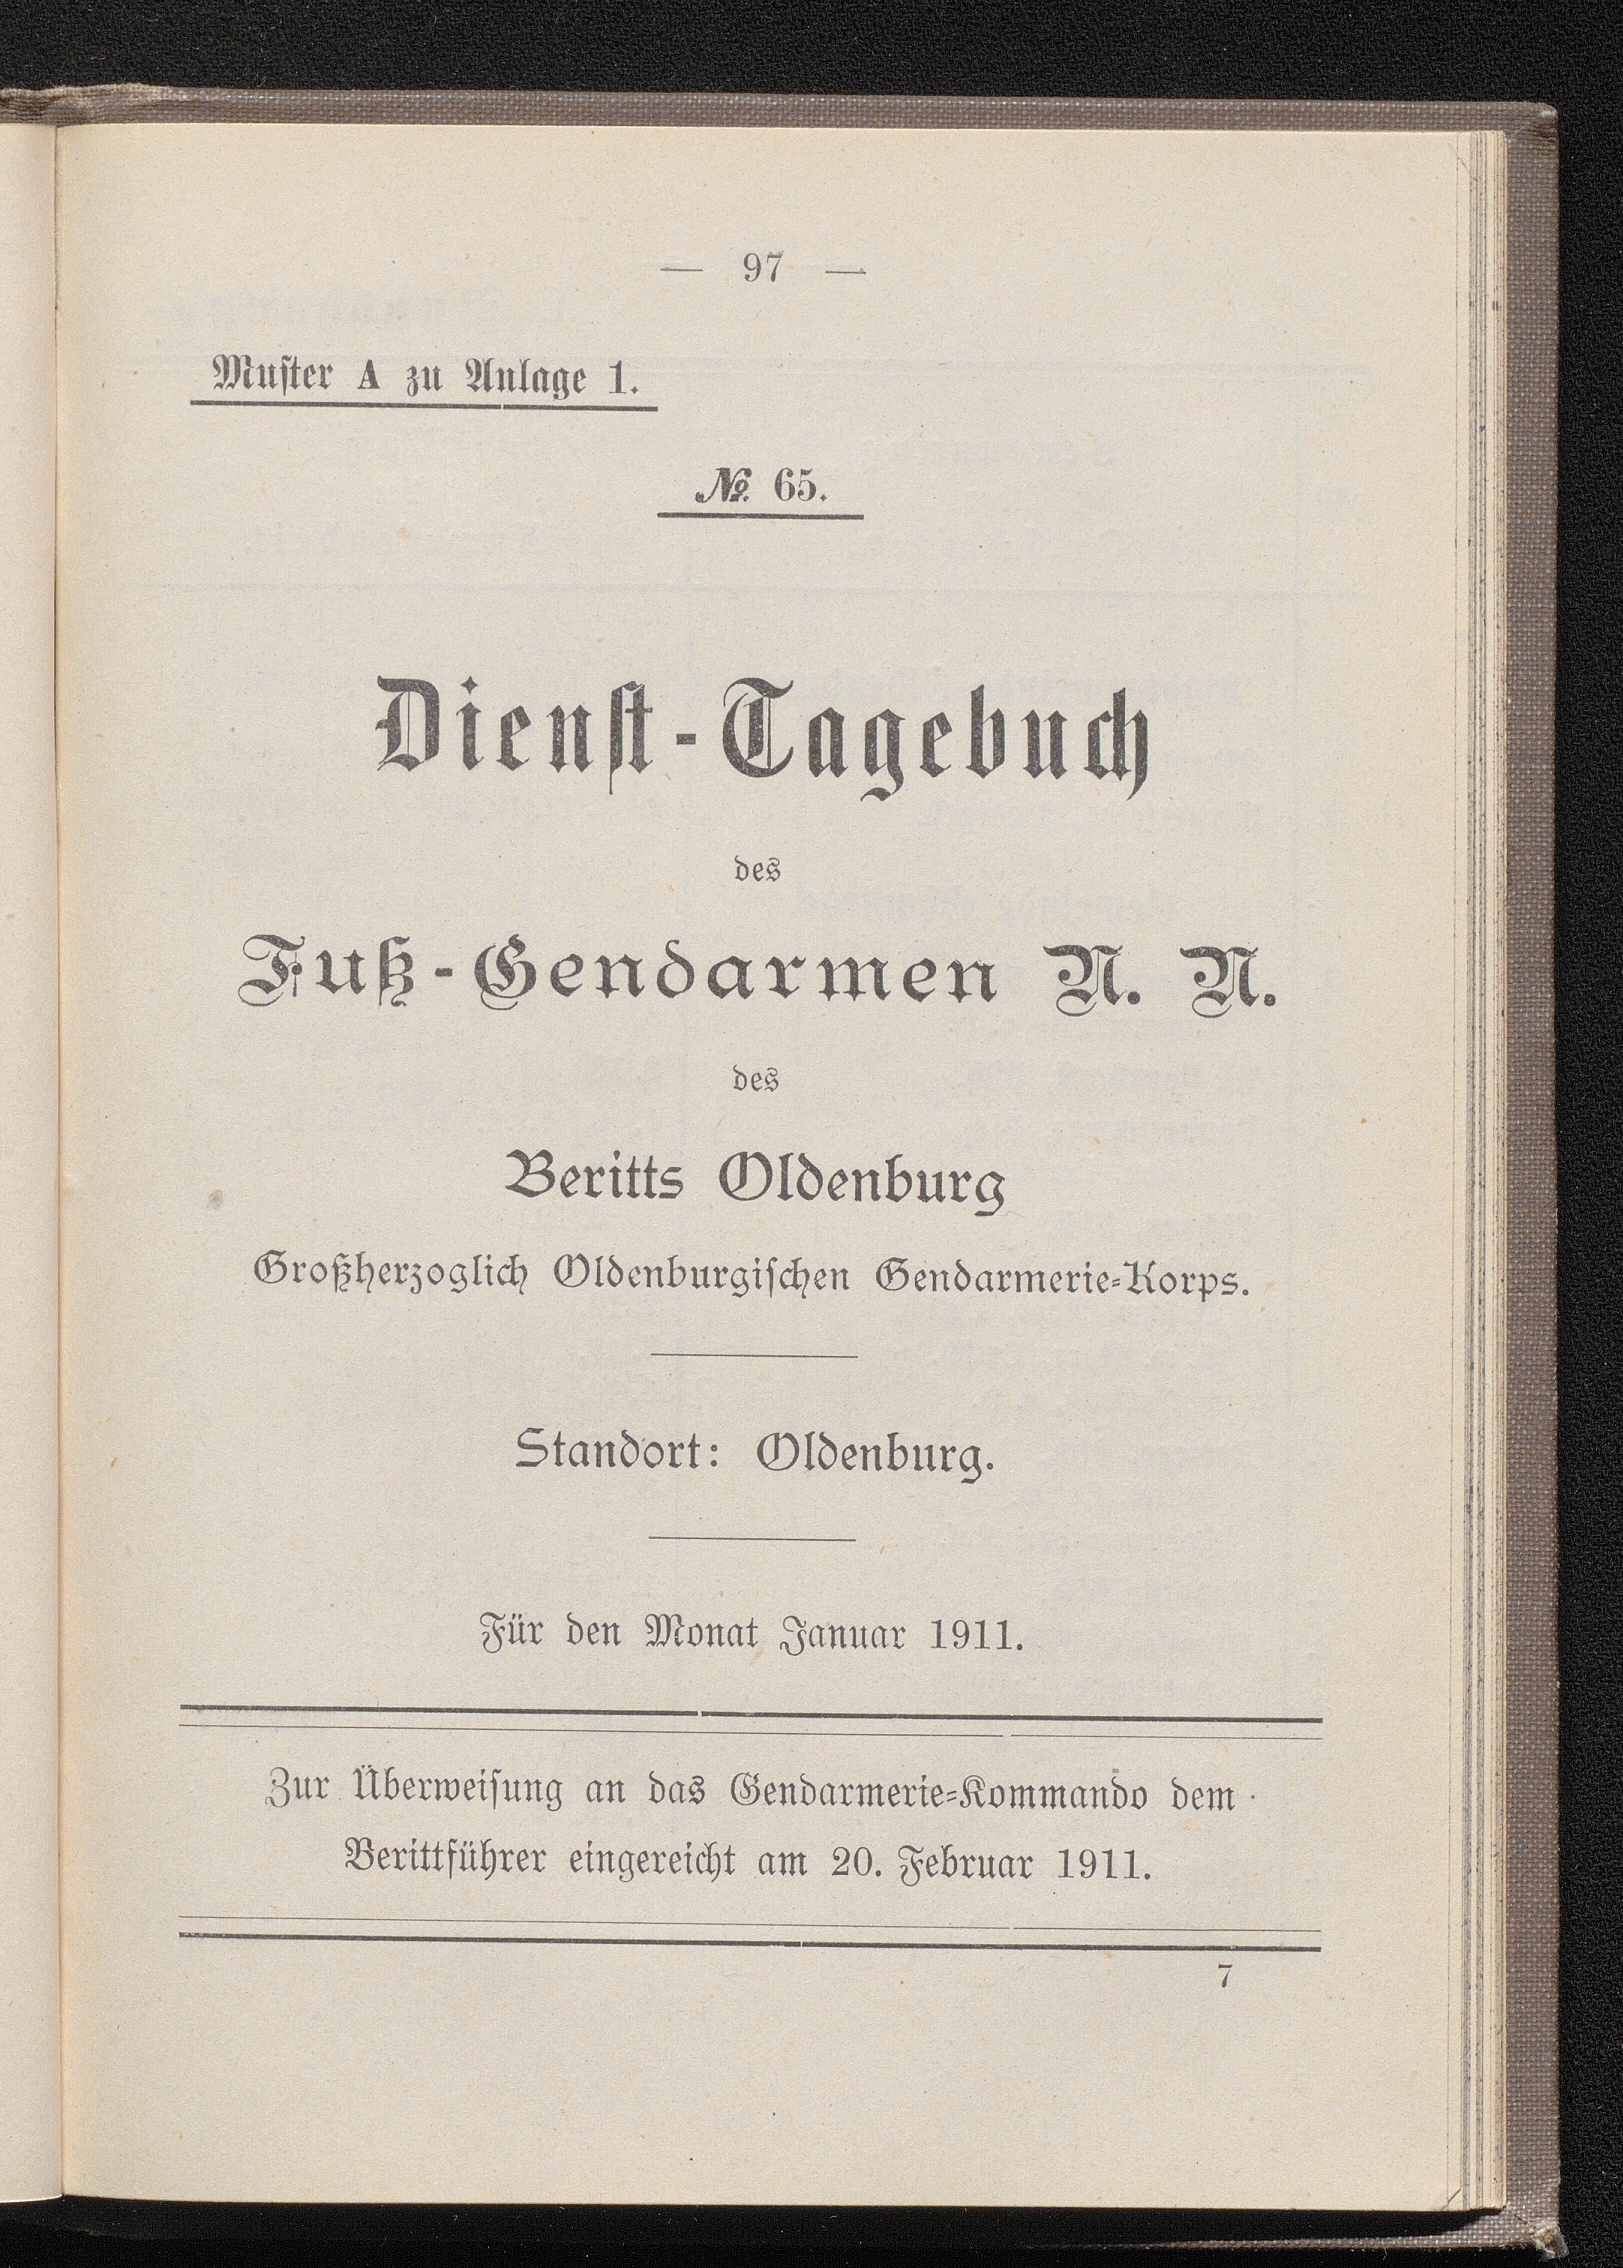 — 97 —
Muster A zu Anlage 1.
№ 65.
Dienst-Tagebuch
des
Fuß-Gendarmen N. N.
des
Beritts Oldenburg
Großherzoglich Oldenburgischen Gendarmerie-Korps.
Standort: Oldenburg.
Für den Monat Januar 1911.
Zur Überweisung an das Gendarmerie-Kommando dem
Berittführer eingereicht am 20. Februar 1911.
7